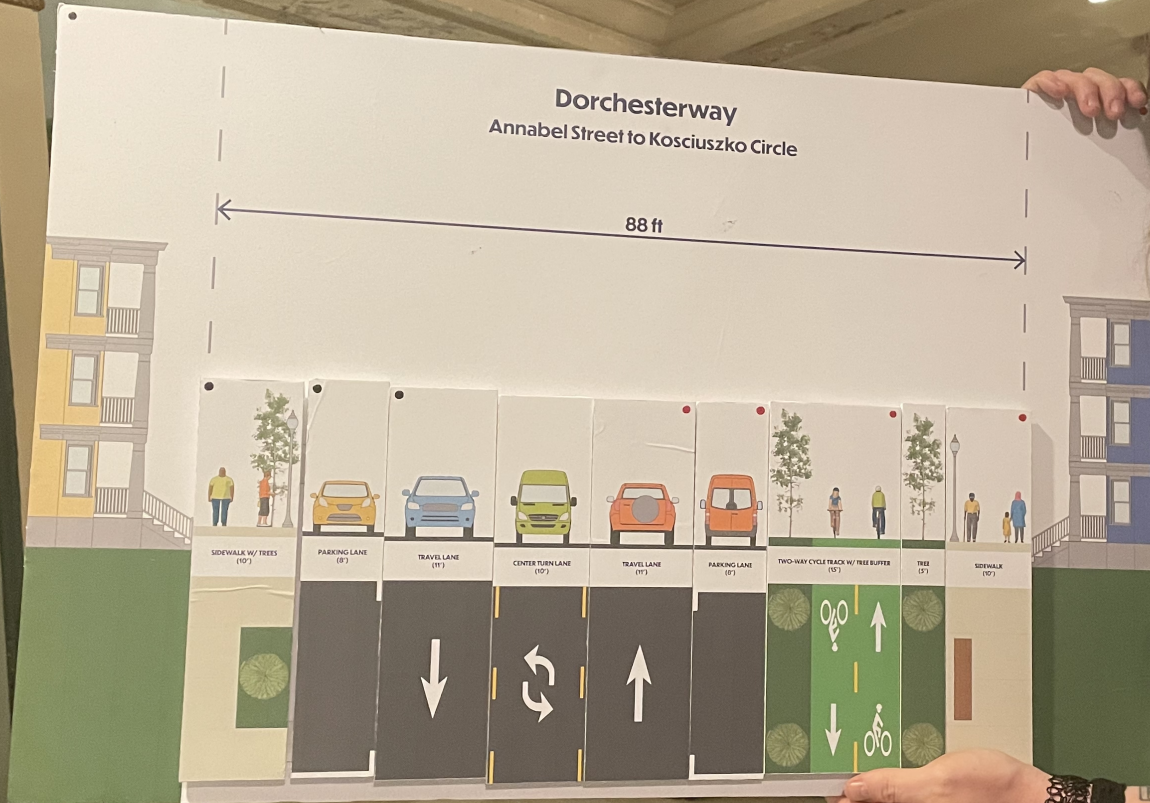 Dorchesterway
Annabel Street to Kosciuszko Circle
88 ft
SIDEWALK W/ TREES
(10')
PARKING LANE
(8')
TRAVEL LANE
(11')
CENTER TURN LANE
(10')
TRAVEL LANE
(11')
PARKING LANE
(8')
TWO-WAY CYCLE TRACK W/ TREE BUFFER
(15')
TREE
(5')
SIDEWALK
(10')